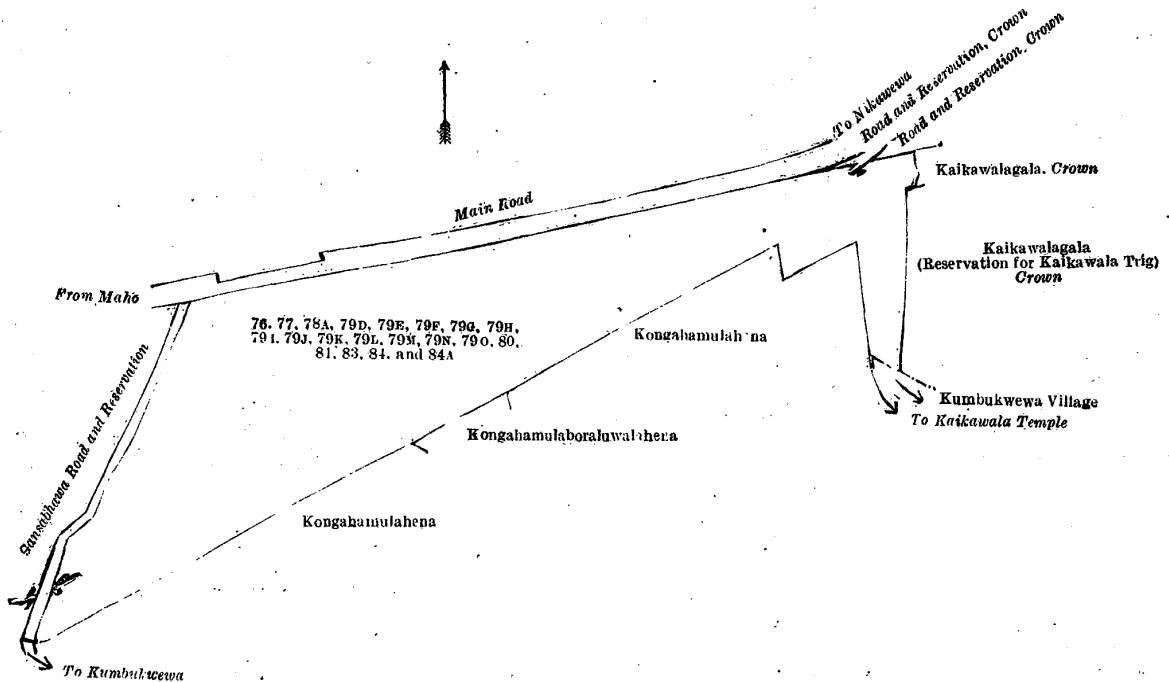 To Nikawewa
Road and Reservation, Crown
Road and Reservation. Crown
Kaikawalagala. Crown
Main Road
Kaikawalagala
(Reservation for Kaikawala Trig)
Crown
From Maho
76. 77, 78A, 79D, 79E, 79F, 79G, 79H,
79I. 79J, 79K, 79L, 79M, 79N, 79O. 80,
81, 83, 84. and 84A
Kongahamulahena
Gansabhawa Road and Reservation
Kumbukwewa Village
To Kaikawala Temple
Kongahamulaboraluwalahena
Kongahamulahena
To Kumbukwewa